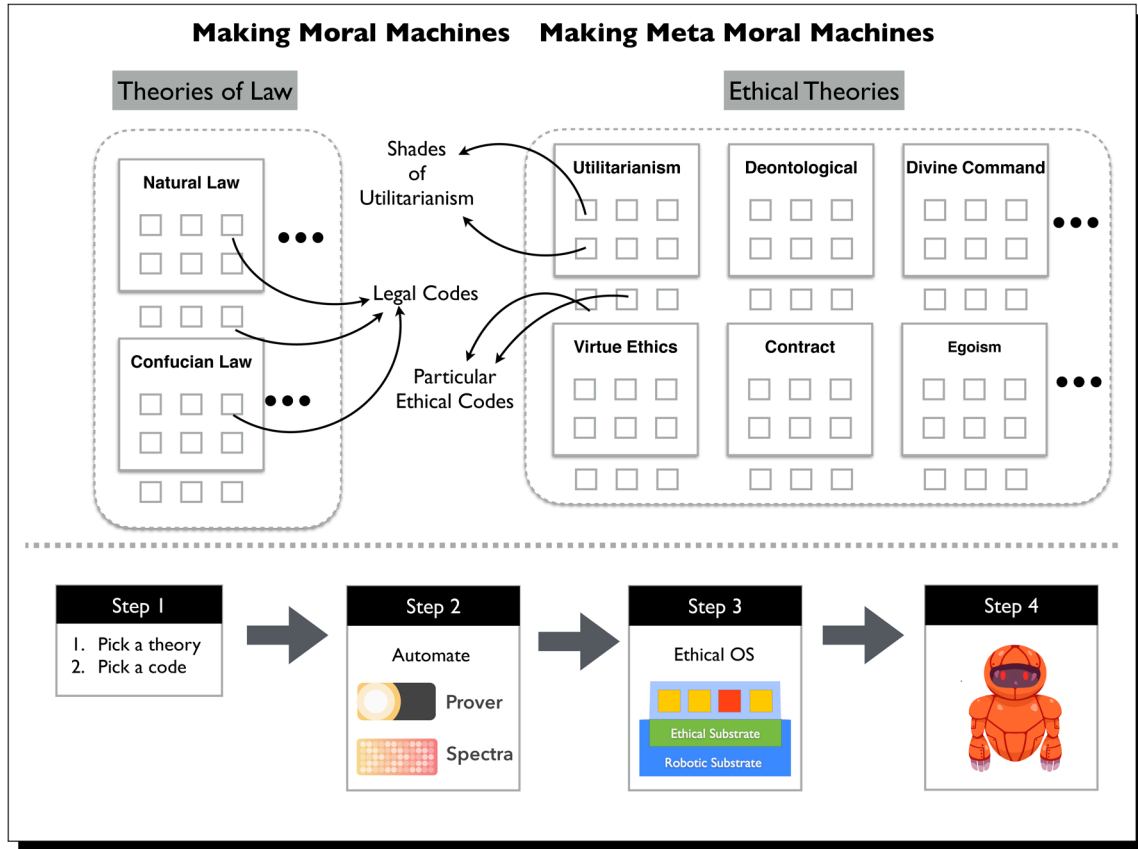 Making Moral Machines Making Meta Moral Machines
Theories of Law
Ethical Theories
Natural Law
Confucian Law
Shades
of
Utilitarianism
Legal Codes
Particular
Ethical Codes
Utilitarianism
Deontological
Divine Command
Virtue Ethics
Contract
Egoism
Step 1
1. Pick a theory
2. Pick a code
Step 2
Automate
Prover
Spectra
Step 3
Ethical OS
Ethical Substrate
Robotic Substrate
Step 4